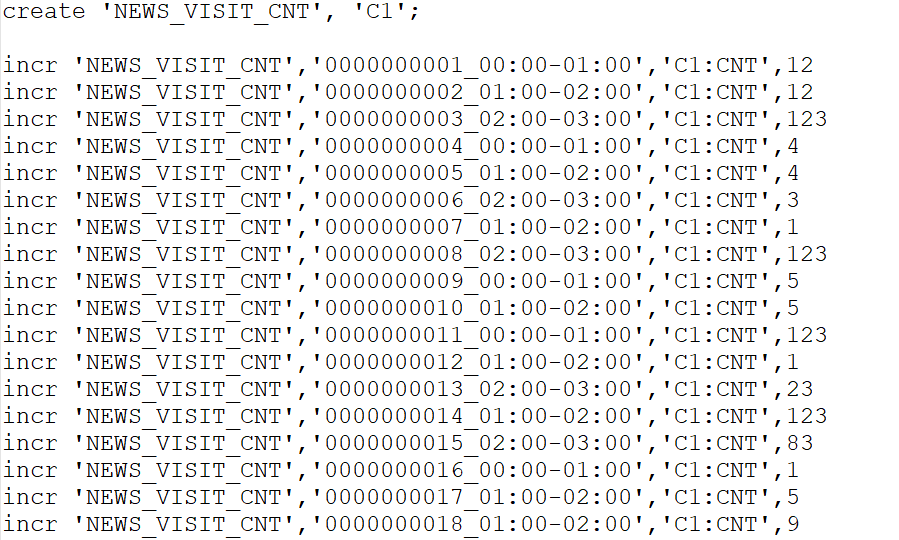 create 'NEWS_VISIT_CNT', 'C1';
incr 'NEWS_VISIT_CNT','0000000001_00:00-01:00','C1:CNT',12
incr 'NEWS_VISIT_CNT','0000000002_01:00-02:00','C1:CNT',12
incr 'NEWS_VISIT_CNT','0000000003_02:00-03:00','C1:CNT',123
incr 'NEWS_VISIT_CNT','0000000004_00:00-01:00','C1:CNT',4
incr 'NEWS_VISIT_CNT','0000000005_01:00-02:00','C1:CNT',4
incr 'NEWS_VISIT_CNT','0000000006_02:00-03:00','C1:CNT',3
incr 'NEWS_VISIT_CNT','0000000007_01:00-02:00','C1:CNT',1
incr 'NEWS_VISIT_CNT','0000000008_02:00-03:00','C1:CNT',123
incr 'NEWS_VISIT_CNT','0000000009_00:00-01:00','C1:CNT',5
incr 'NEWS_VISIT_CNT','0000000010_01:00-02:00','C1:CNT',5
incr 'NEWS_VISIT_CNT','0000000011_00:00-01:00','C1:CNT',123
incr 'NEWS_VISIT_CNT','0000000012_01:00-02:00','C1:CNT',1
incr 'NEWS_VISIT_CNT','0000000013_02:00-03:00','C1:CNT',23
incr 'NEWS_VISIT_CNT','0000000014_01:00-02:00','C1:CNT',123
incr 'NEWS_VISIT_CNT','0000000015_02:00-03:00','C1:CNT',83
incr 'NEWS_VISIT_CNT','0000000016_00:00-01:00','C1:CNT',1
incr 'NEWS_VISIT_CNT','0000000017_01:00-02:00','C1:CNT',5
incr 'NEWS_VISIT_CNT','0000000018_01:00-02:00','C1:CNT',9